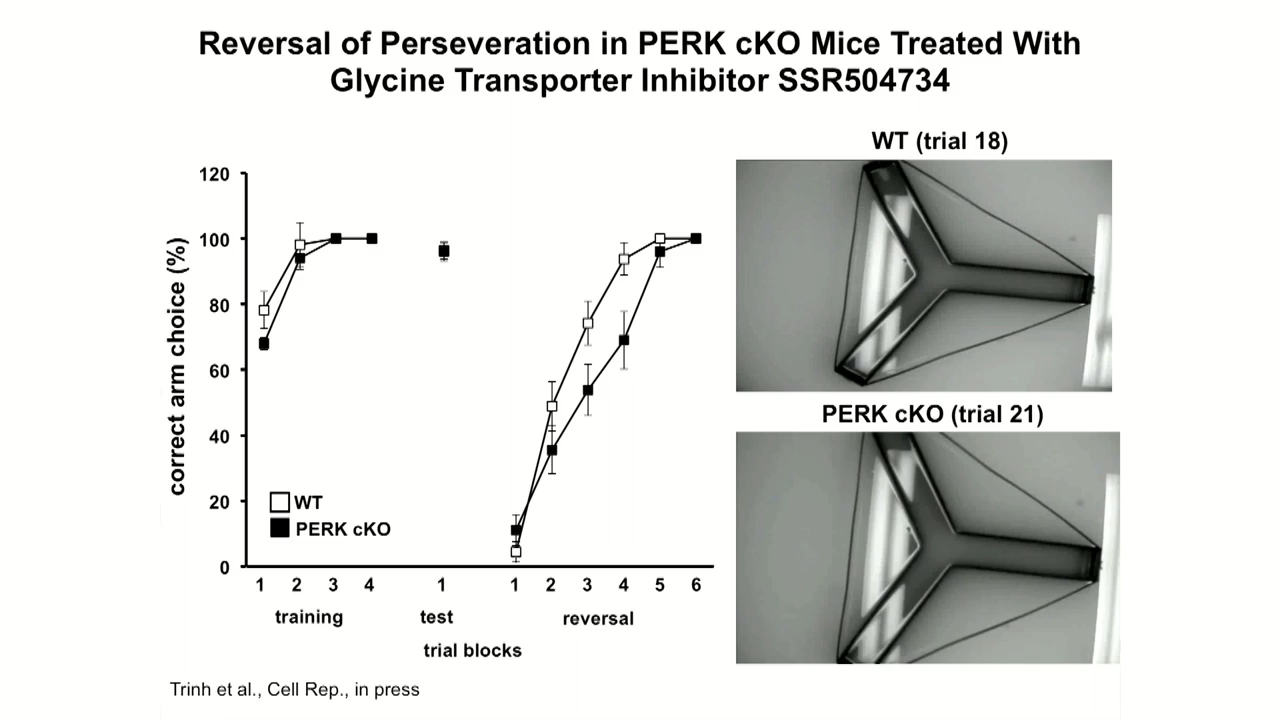 Reversal of Perseveration in PERK cKO Mice Treated With
Glycine Transporter Inhibitor SSR504734
WT (trial 18)
PERK cKO (trial 21)
correct arm choice (%)
120
100
80
60
40
20
0
WT
PERK cKO
1 2 3 4 1 1 2 3 4 5 6
training test reversal
trial blocks
Trinh et al., Cell Rep., in press